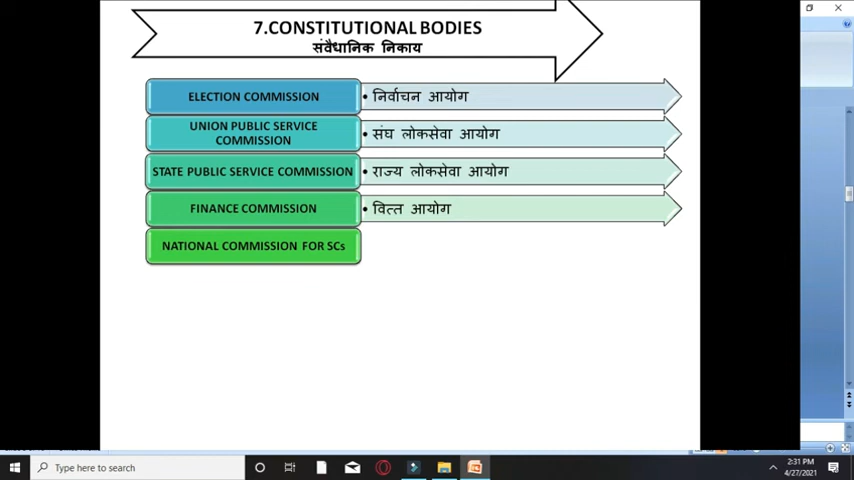 7.CONSTITUTIONAL BODIES
संवैधानिक निकाय
ELECTION COMMISSION
• निर्वाचन आयोग
UNION PUBLIC SERVICE
COMMISSION
• संघ लोकसेवा आयोग
STATE PUBLIC SERVICE COMMISSION
• राज्य लोकसेवा आयोग
FINANCE COMMISSION
• वित्त आयोग
NATIONAL COMMISSION FOR SCs
Type here to search
2:31 PM
4/27/2021